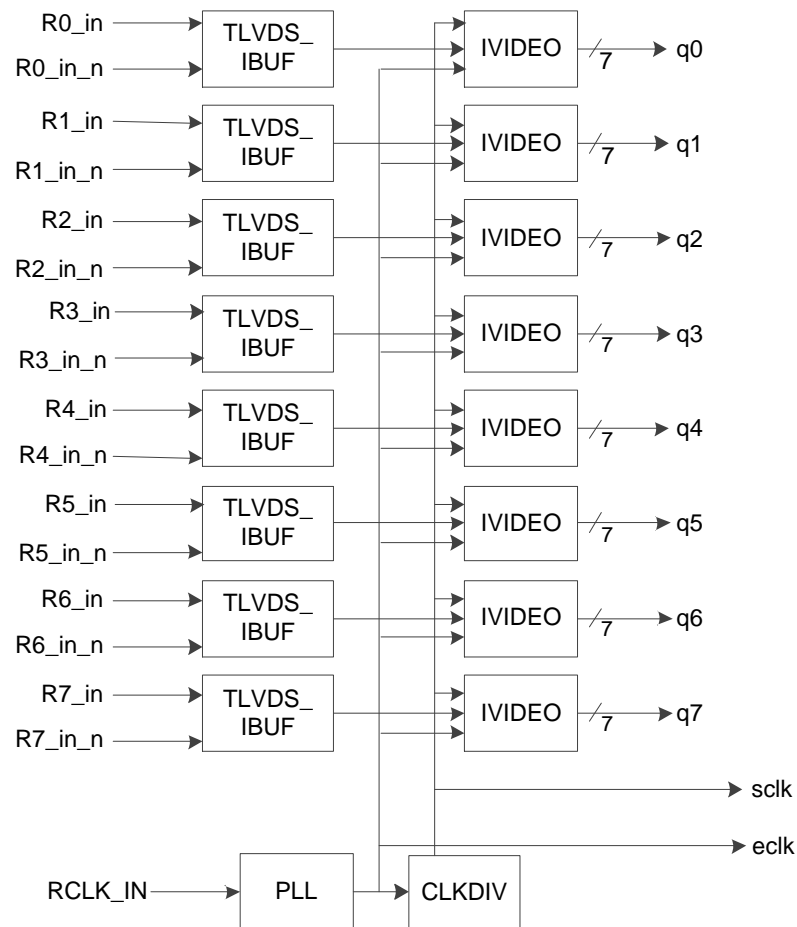 R0_in
R0_in_n
TLVDS_
IBUF
IVIDEO
7
q0
R1_in
R1_in_n
TLVDS_
IBUF
IVIDEO
7
q1
R2_in
R2_in_n
TLVDS_
IBUF
IVIDEO
7
q2
R3_in
R3_in_n
TLVDS_
IBUF
IVIDEO
7
q3
R4_in
R4_in_n
TLVDS_
IBUF
IVIDEO
7
q4
R5_in
R5_in_n
TLVDS_
IBUF
IVIDEO
7
q5
R6_in
R6_in_n
TLVDS_
IBUF
IVIDEO
7
q6
R7_in
R7_in_n
TLVDS_
IBUF
IVIDEO
7
q7
sclk
eclk
RCLK_IN
PLL
CLKDIV